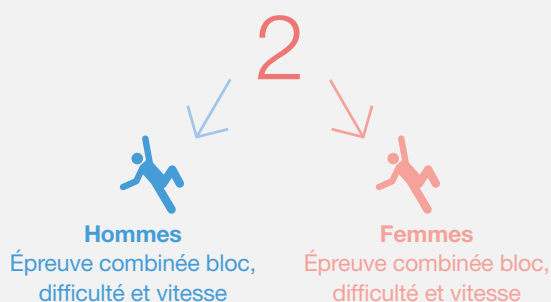 2
Hommes
Épreuve combinée bloc,
difficulté et vitesse
Femmes
Épreuve combinée bloc,
difficulté et vitesse